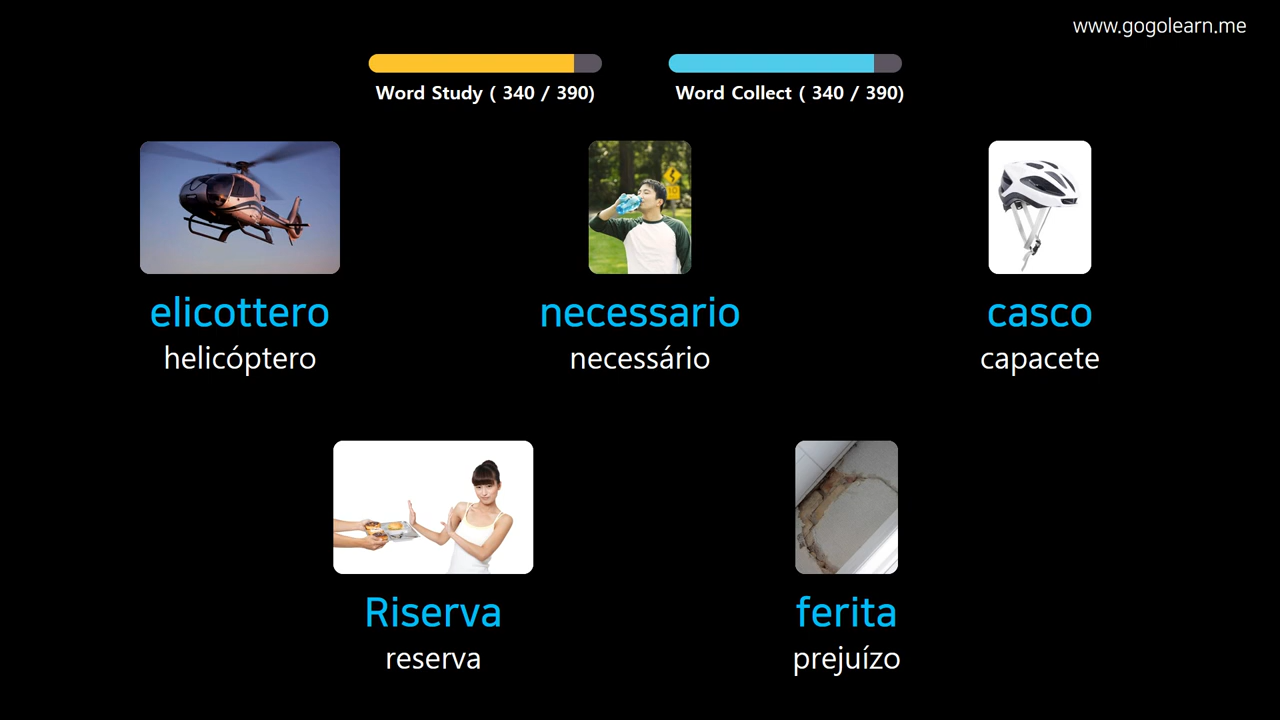 www.gogolearn.me
Word Study ( 340 / 390)
Word Collect ( 340 / 390)
elicottero
helicóptero
necessario
necessário
casco
capacete
Riserva
reserva
ferita
prejuízo